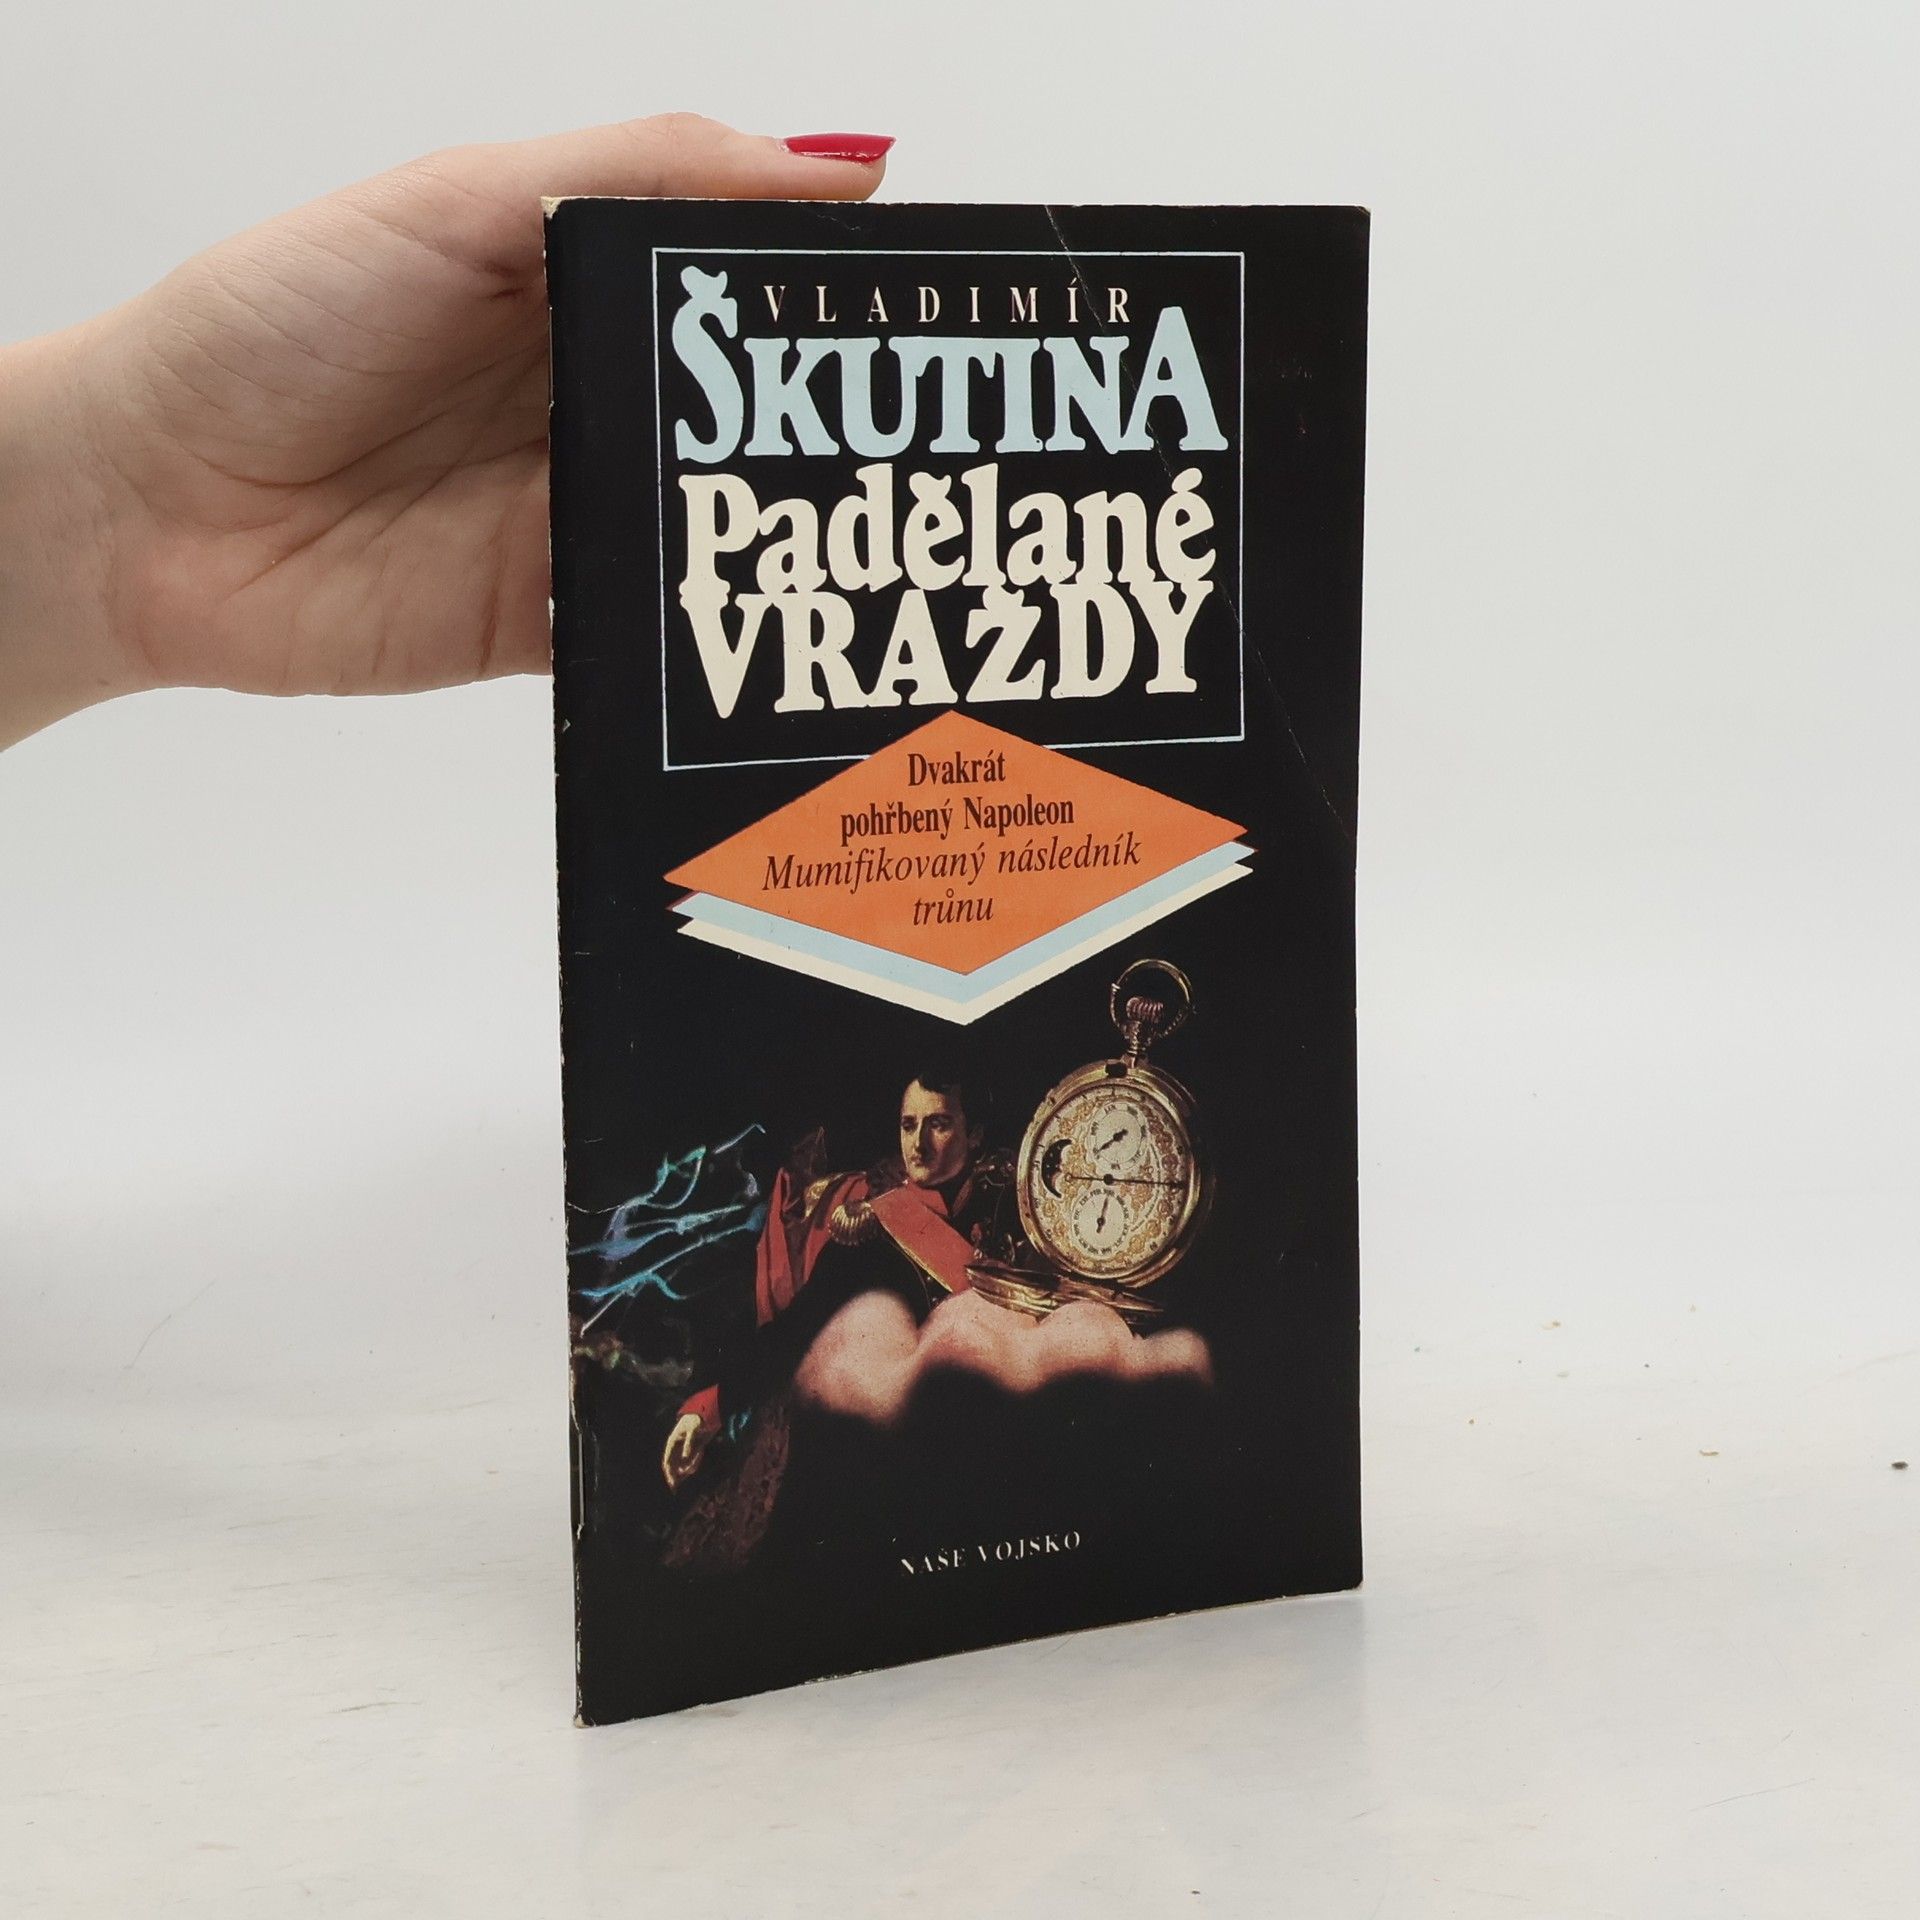 VLADIMÍR
ŠKUTINA
Padělané
VRAŽDY
Dvakrát
pohřbený Napoleon
Mumifikovaný následník
trůnu
NAŠE VOJSKO